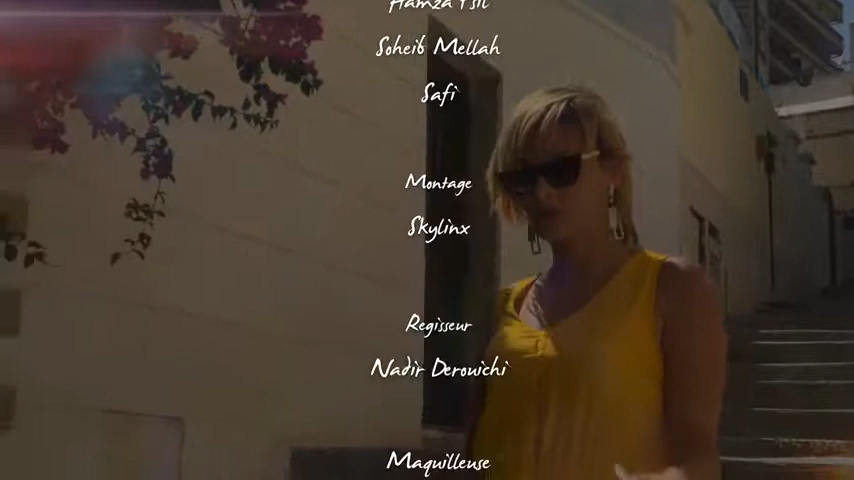 Soheib Mellah
Safi
Montage
Skylinx
Regisseur
Nadir Derouichi
Maquilleuse